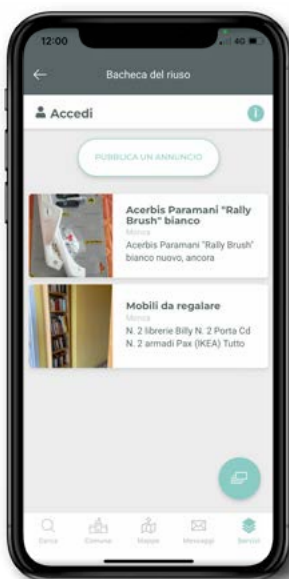 12:00
4G
Bacheca del riuso
Accedi
PUBBLICA UN ANNUNCIO
Acerbis Paramani "Rally
Brush" bianco
Monza
Acerbis Paramani "Rally Brush"
bianco nuovo, ancora
Mobili da regalare
Monza
N. 2 librerie Billy N. 2 Porta Cd
N. 2 armadi Pax (IKEA) Tutto
Cerca
Comune
Mappe
Messaggi
Servizi